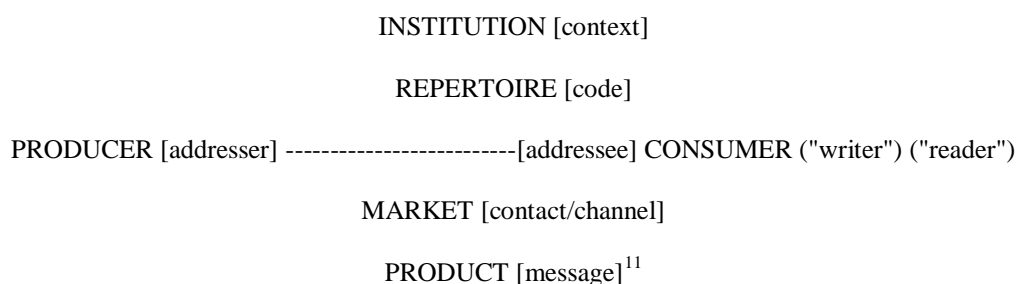 INSTITUTION [context]
REPERTOIRE [code]
PRODUCER [addresser] --------------------------[addressee] CONSUMER ("writer") ("reader")
MARKET [contact/channel]
PRODUCT [message]11